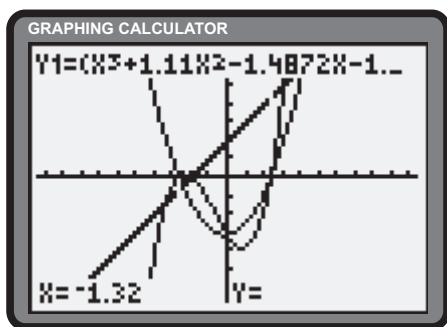 GRAPHING CALCULATOR
Y1=(X³+1.11X²-1.4872X-1.…
X=⁻1.32 Y=